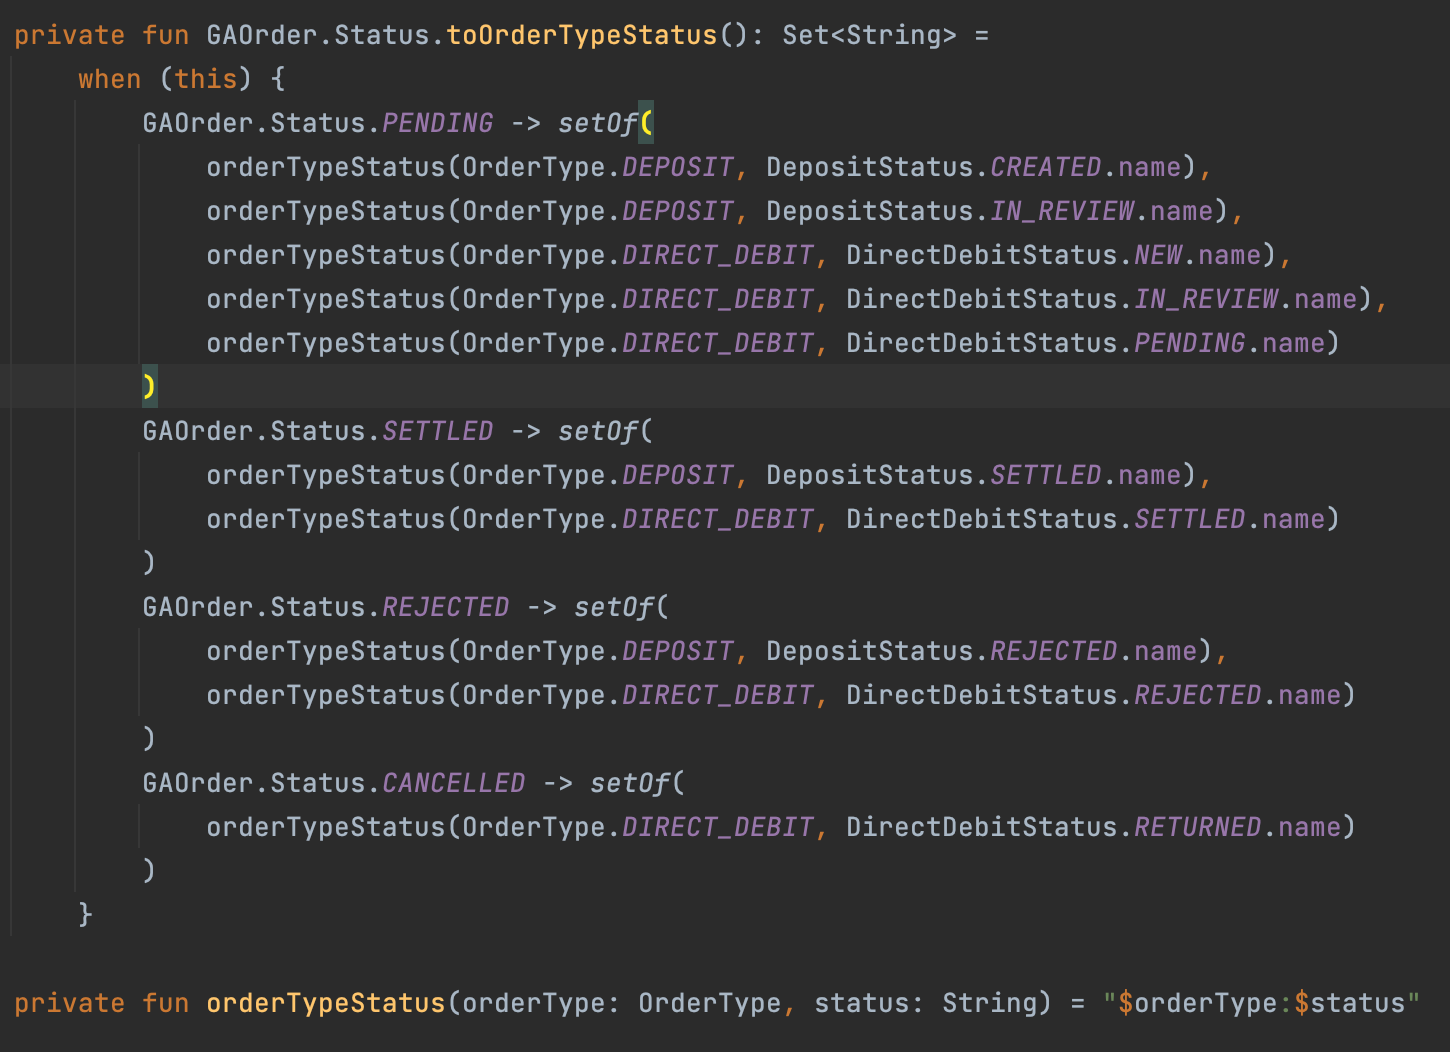 private fun GAOrder.Status.toOrderTypeStatus(): Set<String> =
    when (this) {
        GAOrder.Status.PENDING -> setOf(
            orderTypeStatus(OrderType.DEPOSIT, DepositStatus.CREATED.name),
            orderTypeStatus(OrderType.DEPOSIT, DepositStatus.IN_REVIEW.name),
            orderTypeStatus(OrderType.DIRECT_DEBIT, DirectDebitStatus.NEW.name),
            orderTypeStatus(OrderType.DIRECT_DEBIT, DirectDebitStatus.IN_REVIEW.name),
            orderTypeStatus(OrderType.DIRECT_DEBIT, DirectDebitStatus.PENDING.name)
        )
        GAOrder.Status.SETTLED -> setOf(
            orderTypeStatus(OrderType.DEPOSIT, DepositStatus.SETTLED.name),
            orderTypeStatus(OrderType.DIRECT_DEBIT, DirectDebitStatus.SETTLED.name)
        )
        GAOrder.Status.REJECTED -> setOf(
            orderTypeStatus(OrderType.DEPOSIT, DepositStatus.REJECTED.name),
            orderTypeStatus(OrderType.DIRECT_DEBIT, DirectDebitStatus.REJECTED.name)
        )
        GAOrder.Status.CANCELLED -> setOf(
            orderTypeStatus(OrderType.DIRECT_DEBIT, DirectDebitStatus.RETURNED.name)
        )
    }

private fun orderTypeStatus(orderType: OrderType, status: String) = "$orderType:$status"